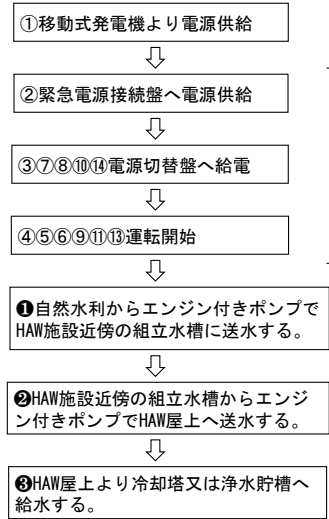 ①移動式発電機より電源供給
②緊急電源接続盤へ電源供給
③⑦⑧⑩⑭電源切替盤へ給電
④⑤⑥⑨⑪⑬運転開始
❶自然水利からエンジン付きポンプで
HAW施設近傍の組立水槽に送水する。
❷HAW施設近傍の組立水槽からエンジ
ン付きポンプでHAW屋上へ送水する。
❸HAW屋上より冷却塔又は浄水貯槽へ
給水する。